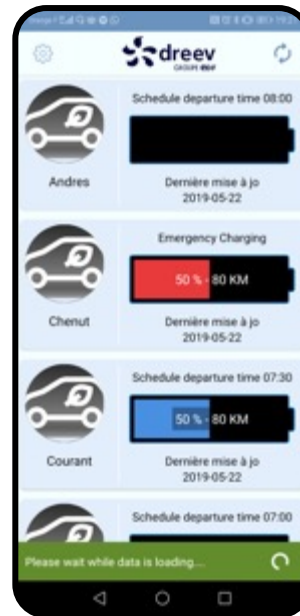 dreev
GROUPE EDF
Schedule departure time 08:00
Andres
Dernière mise à jo
2019-05-22
Emergency Charging
50 % - 80 KM
Chenut
Dernière mise à jo
2019-05-22
Schedule departure time 07:30
50 % - 80 KM
Courant
Dernière mise à jo
2019-05-22
Schedule departure time 07:00
Please wait while data is loading...